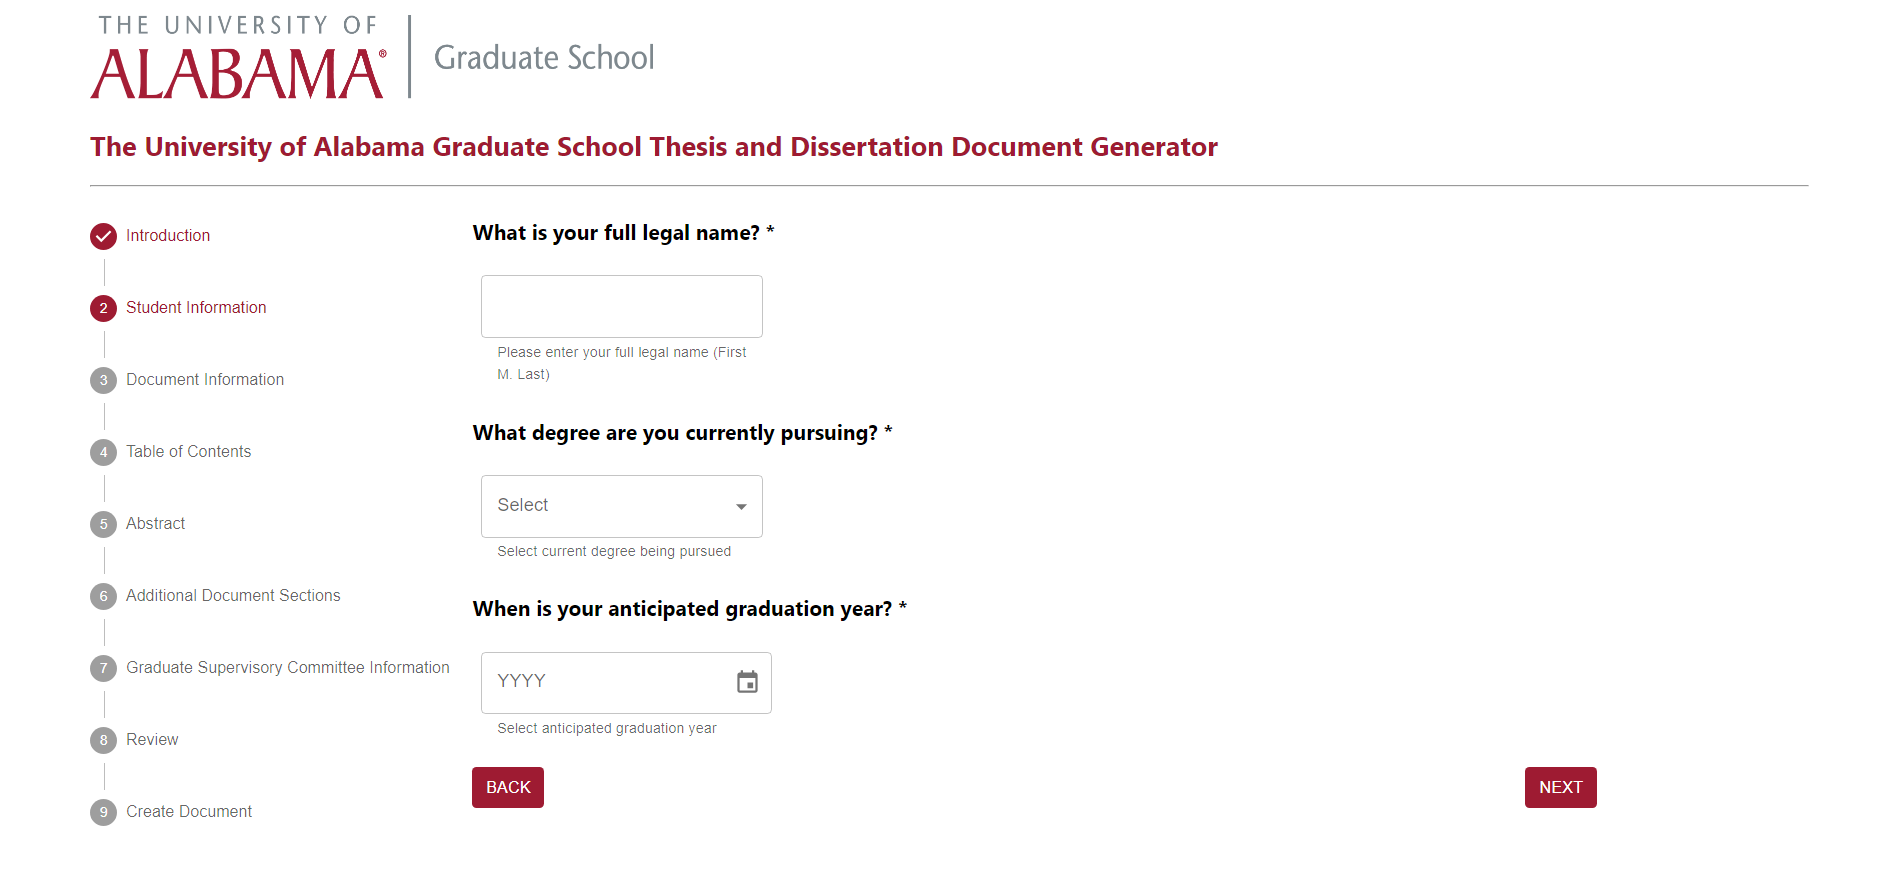 THE UNIVERSITY OF
ALABAMA®
Graduate School
The University of Alabama Graduate School Thesis and Dissertation Document Generator
Introduction
2 Student Information
3 Document Information
4 Table of Contents
5 Abstract
6 Additional Document Sections
7 Graduate Supervisory Committee Information
8 Review
9 Create Document
What is your full legal name? *
Please enter your full legal name (First
M. Last)
What degree are you currently pursuing? *
Select
Select current degree being pursued
When is your anticipated graduation year? *
YYYY
Select anticipated graduation year
BACK
NEXT